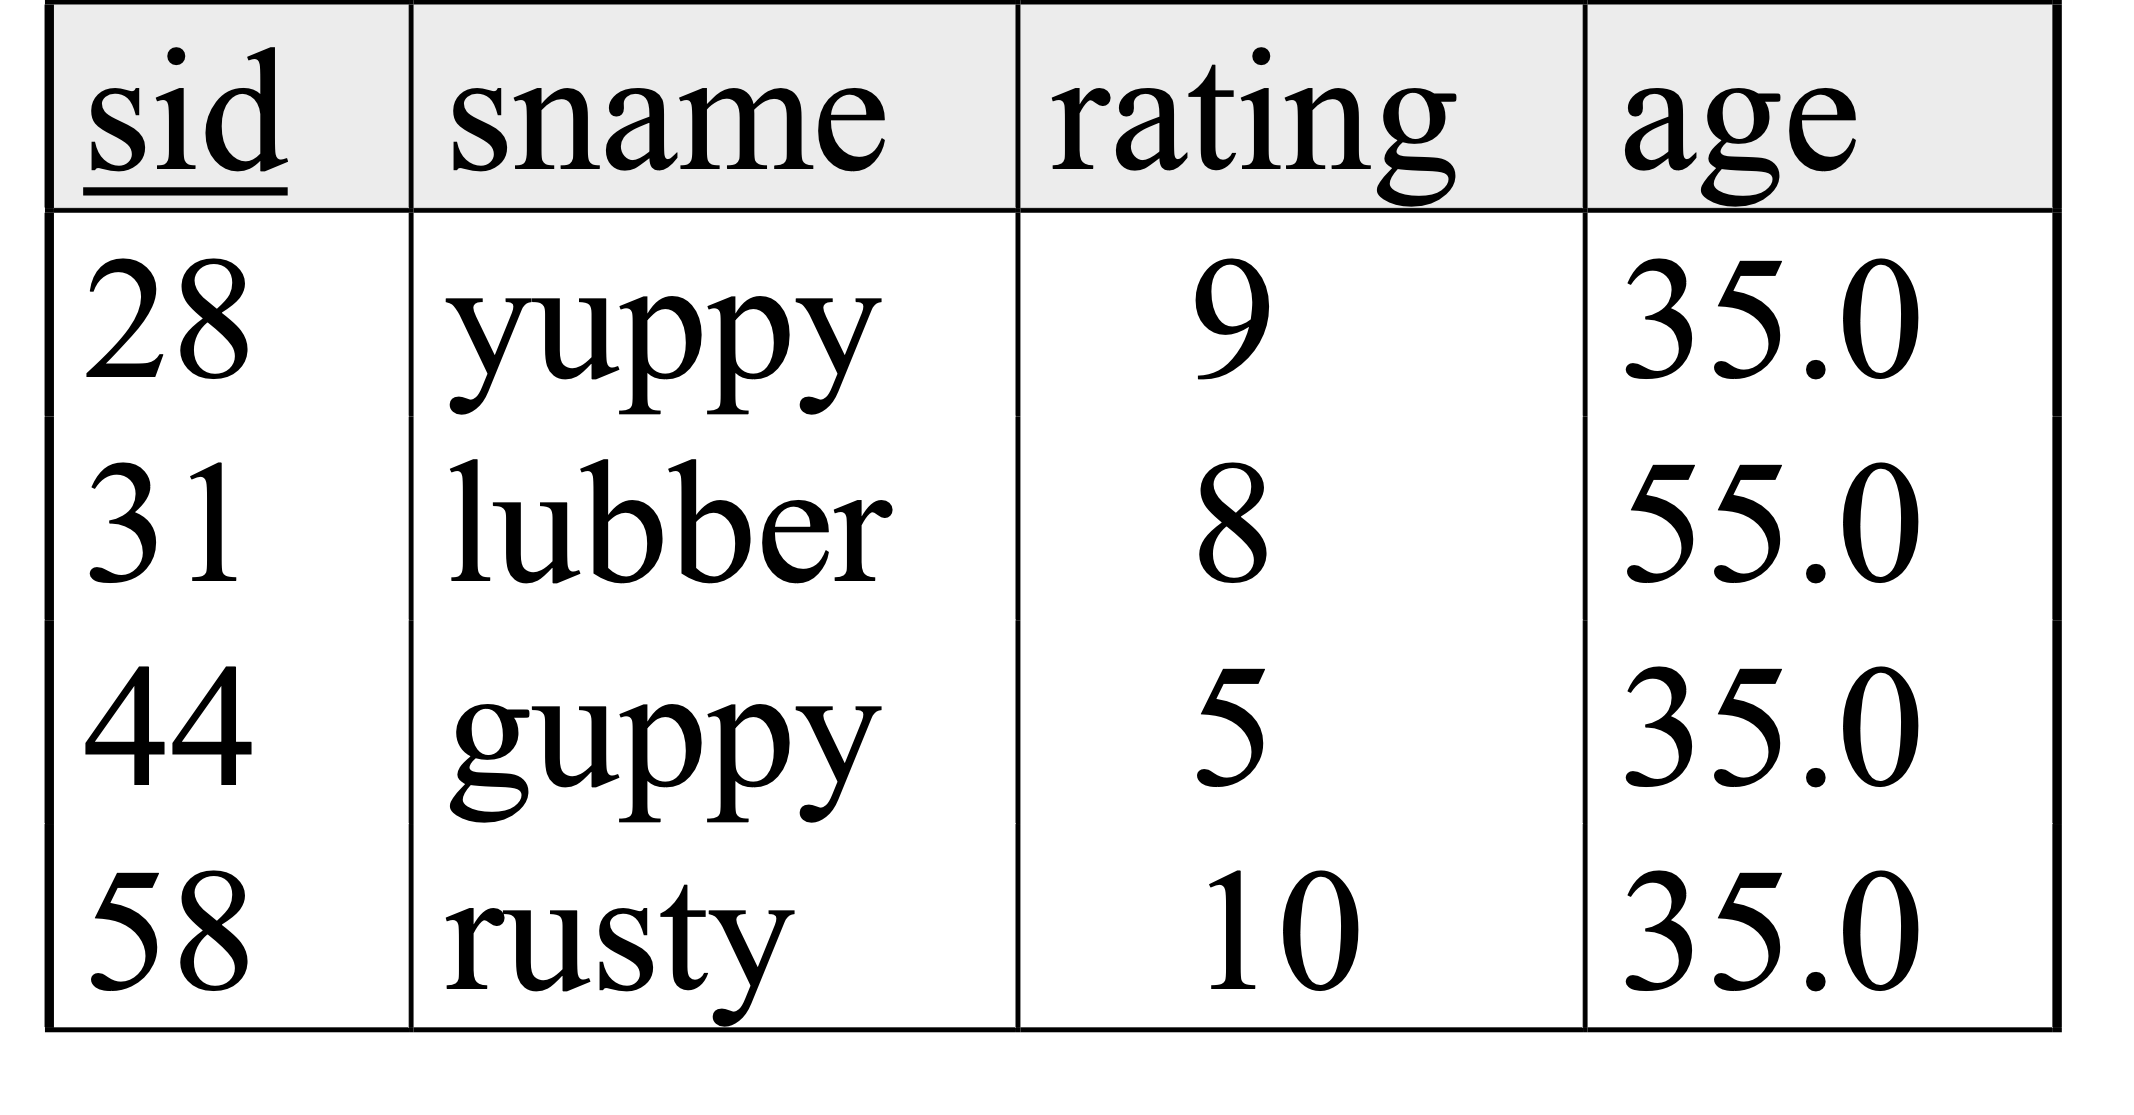 sid sname rating age
28 yuppy 9 35.0
31 lubber 8 55.0
44 guppy 5 35.0
58 rusty 10 35.0